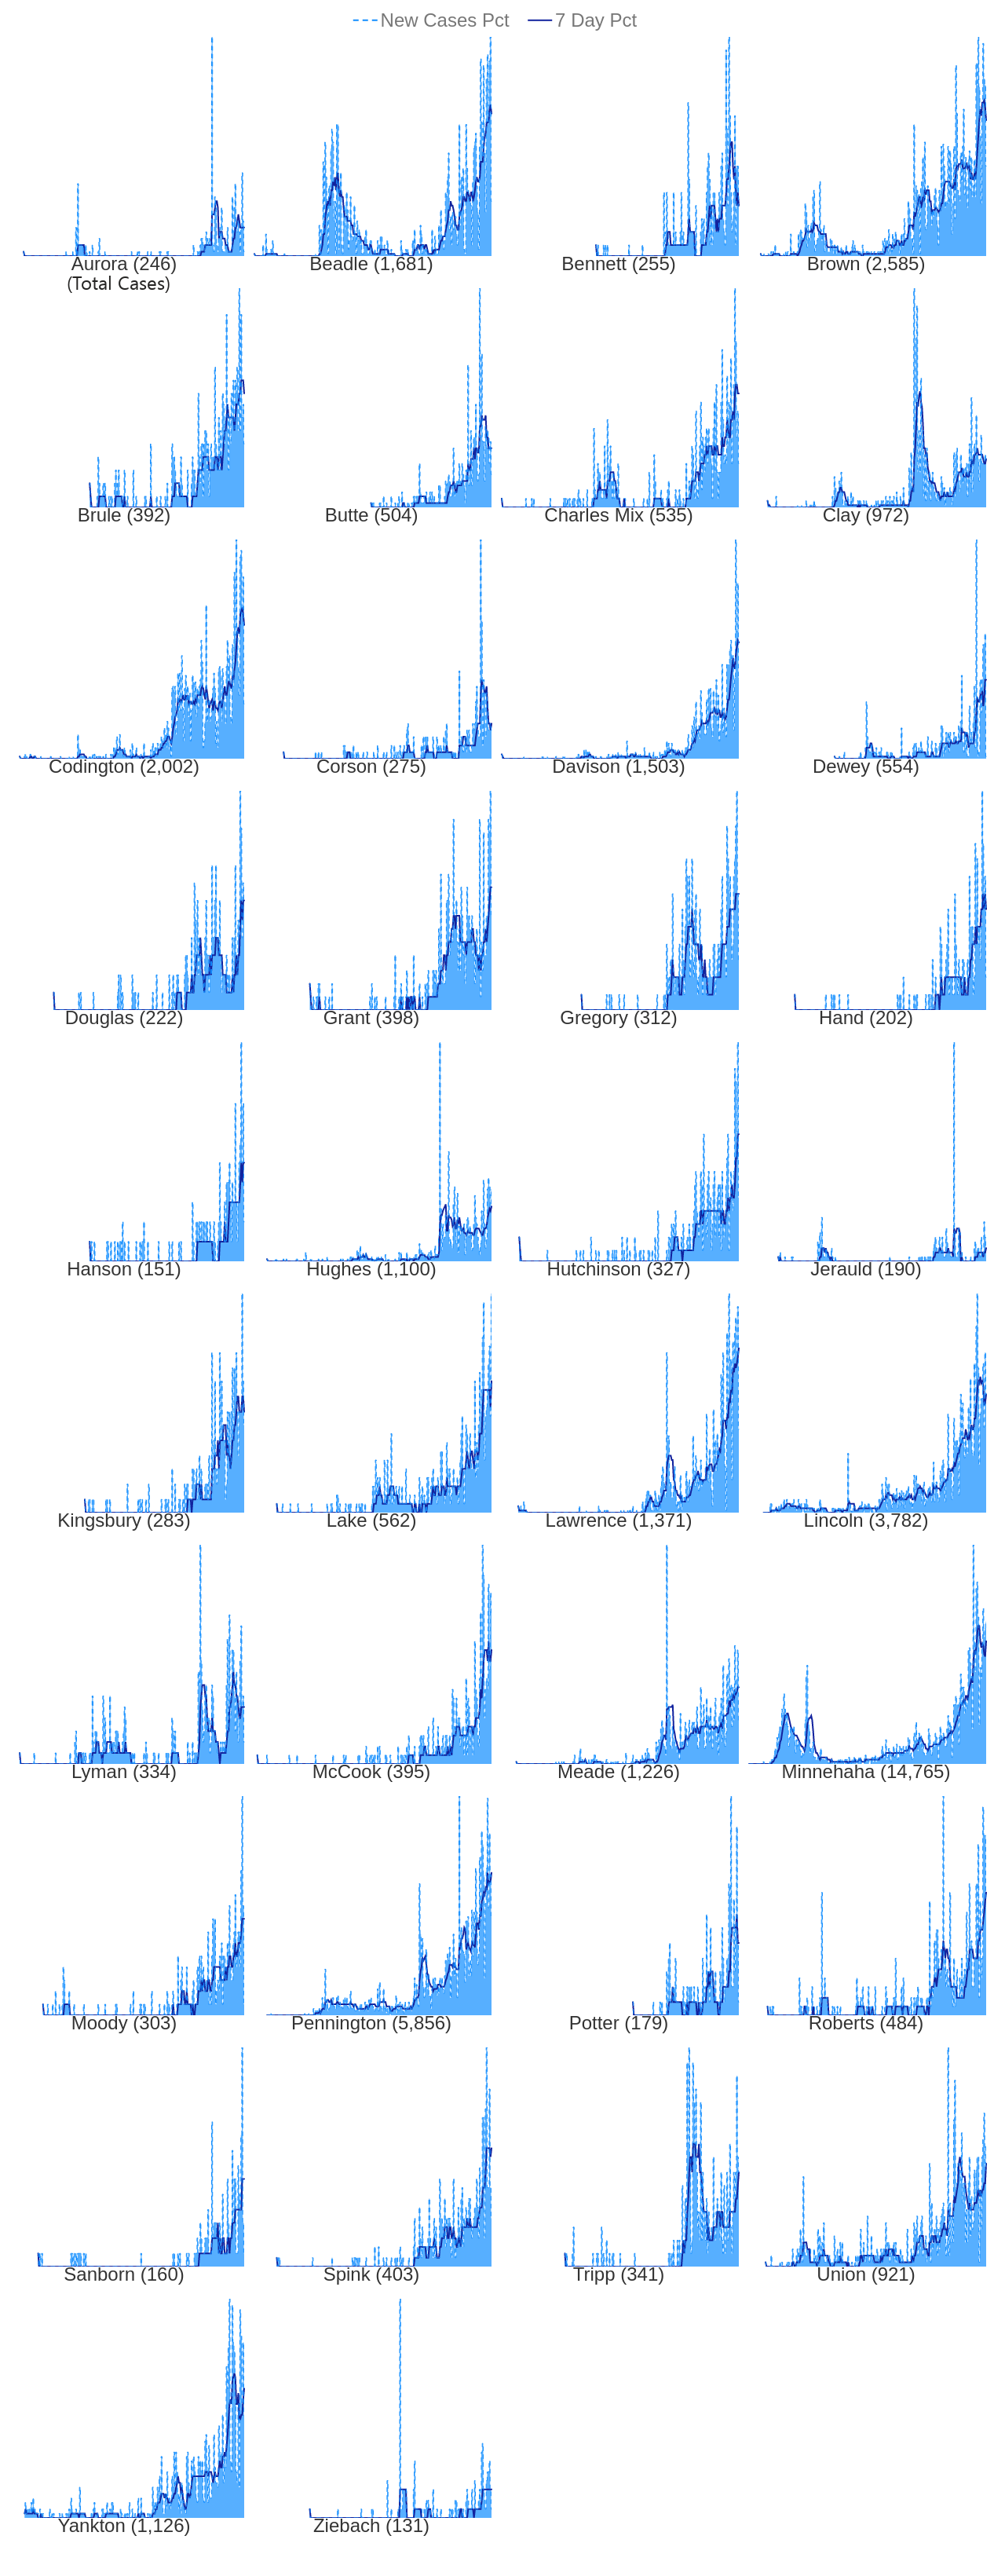 New Cases Pct 7 Day Pct
Aurora (246) Beadle (1,681) Bennett (255) Brown (2,585)
(Total Cases)
Brule (392) Butte (504) Charles Mix (535) Clay (972)
Codington (2,002) Corson (275) Davison (1,503) Dewey (554)
Douglas (222) Grant (398) Gregory (312) Hand (202)
Hanson (151) Hughes (1,100) Hutchinson (327) Jerauld (190)
Kingsbury (283) Lake (562) Lawrence (1,371) Lincoln (3,782)
Lyman (334) McCook (395) Meade (1,226) Minnehaha (14,765)
Moody (303) Pennington (5,856) Potter (179) Roberts (484)
Sanborn (160) Spink (403) Tripp (341) Union (921)
Yankton (1,126) Ziebach (131)